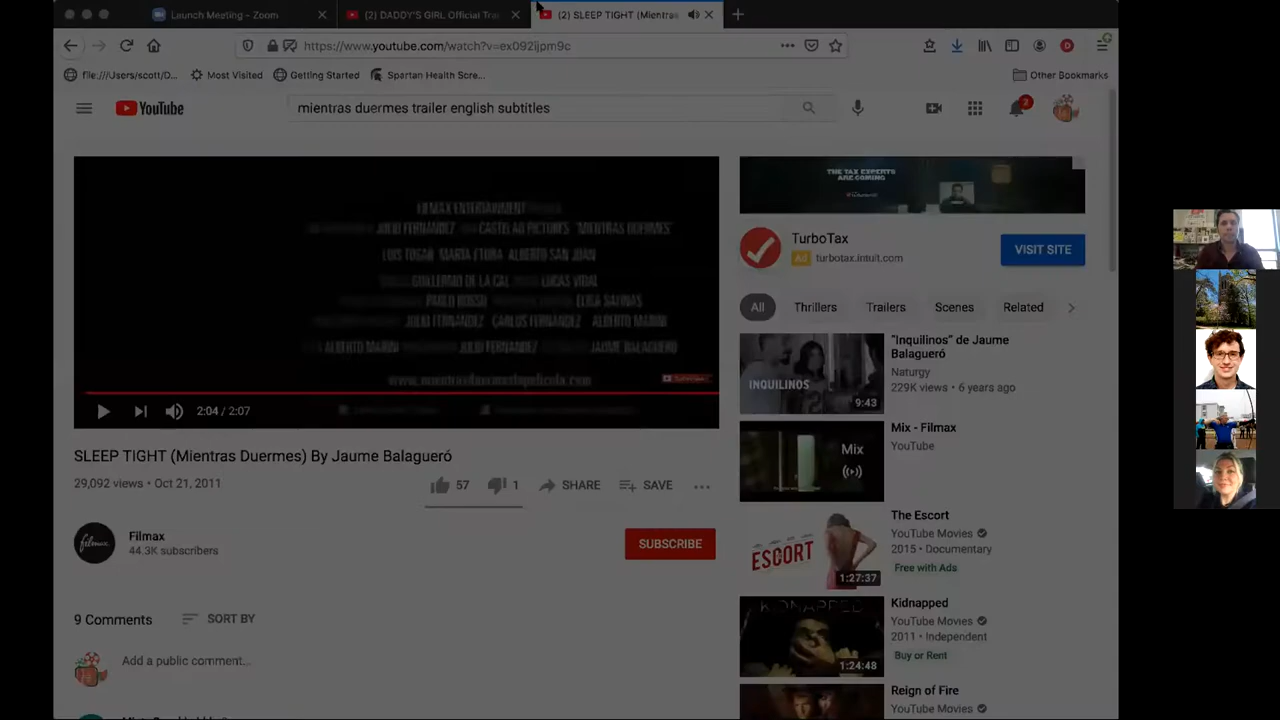 Launch Meeting - Zoom
(2) DADDY'S GIRL Official Tra
(2) SLEEP TIGHT (Mientras
https://www.youtube.com/watch?v=ex092ijpm9c
file:///Users/scott/D...
Most Visited
Getting Started
Spartan Health Scre...
Other Bookmarks
YouTube
mientras duermes trailer english subtitles
2
FILMAX ENTERTAINMENT
JULIO FERNANDEZ
CASTELAO PICTURES "MIENTRAS DUERMES"
LUIS TOSAR MARTA ETURA ALBERTO SAN JUAN
GUILLERMO DE LA CAL
LUCAS VIDAL
PABLO ROSSO
ELISA SALINAS
JULIO FERNANDEZ CARLOS FERNANDEZ ALBERTO MARINI
ALBERTO MARINI
JULIO FERNANDEZ
JAUME BALAGUERO
2:04 / 2:07
SLEEP TIGHT (Mientras Duermes) By Jaume Balagueró
29,092 views • Oct 21, 2011
57
1
SHARE
SAVE
filmax
Filmax
44.3K subscribers
SUBSCRIBE
9 Comments
SORT BY
Add a public comment...
THE TAX EXPERTS
ARE COMING
TurboTax
Ad turbotax.intuit.com
VISIT SITE
All
Thrillers
Trailers
Scenes
Related
INQUILINOS
9:43
"Inquilinos" de Jaume
Balagueró
Naturgy
229K views • 6 years ago
Mix
Mix - Filmax
YouTube
ESCORT
1:27:37
The Escort
YouTube Movies
2015 • Documentary
Free with Ads
KIDNAPPED
1:24:48
Kidnapped
YouTube Movies
2011 • Independent
Buy or Rent
Reign of Fire
YouTube Movies